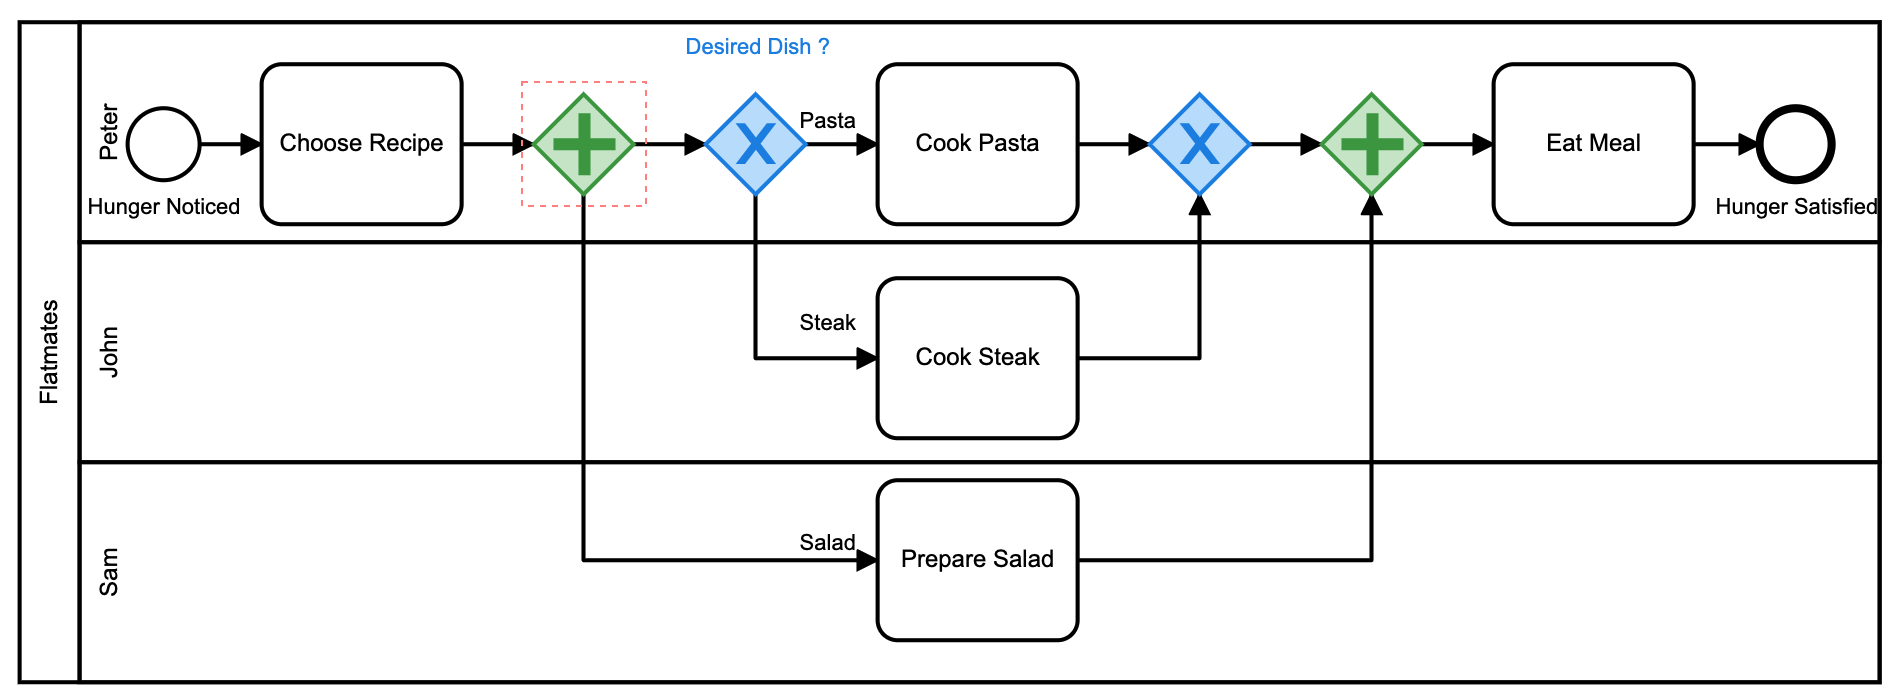 Flatmates
Peter
Desired Dish ?
Hunger Noticed
Choose Recipe
Pasta
Cook Pasta
Eat Meal
Hunger Satisfied
John
Steak
Cook Steak
Sam
Salad
Prepare Salad